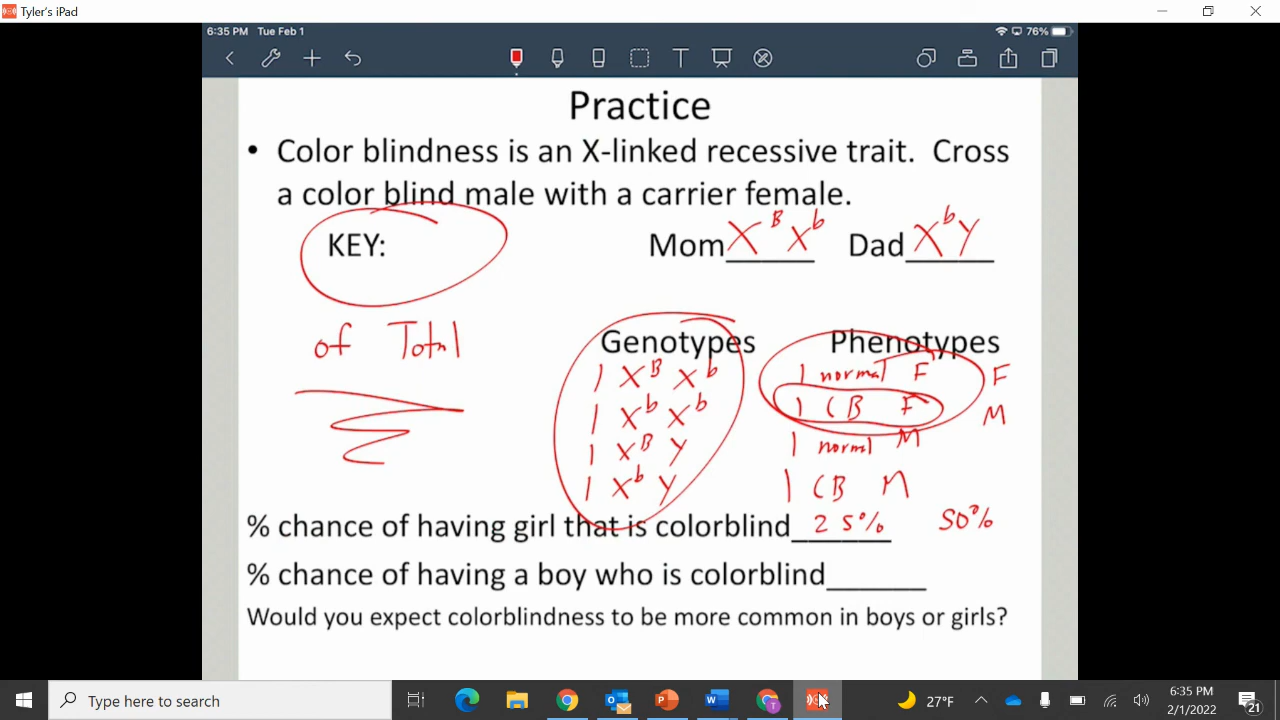 Tyler's iPad
6:35 PM Tue Feb 1
76%
Practice
• Color blindness is an X-linked recessive trait. Cross
a color blind male with a carrier female.
KEY:
Mom X^B X^b Dad X^b Y
of Total
Genotypes Phenotypes
1 X^B X^b 1 normal F F
1 X^b X^b 1 CB F M
1 X^B Y 1 normal M
1 X^b Y 1 CB M
% chance of having girl that is colorblind 25% 50%
% chance of having a boy who is colorblind______
Would you expect colorblindness to be more common in boys or girls?
Type here to search
27°F
6:35 PM
2/1/2022
21